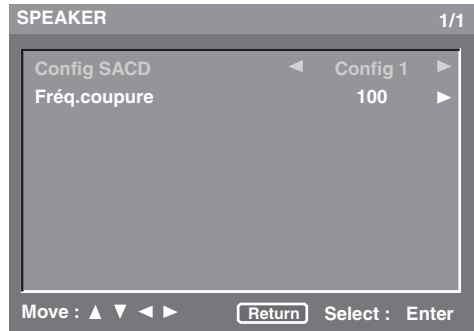 SPEAKER 1/1
Config SACD ◄ Config 1 ►
Fréq.coupure 100 ►
Move : ▲ ▼ ◄ ► Return Select : Enter